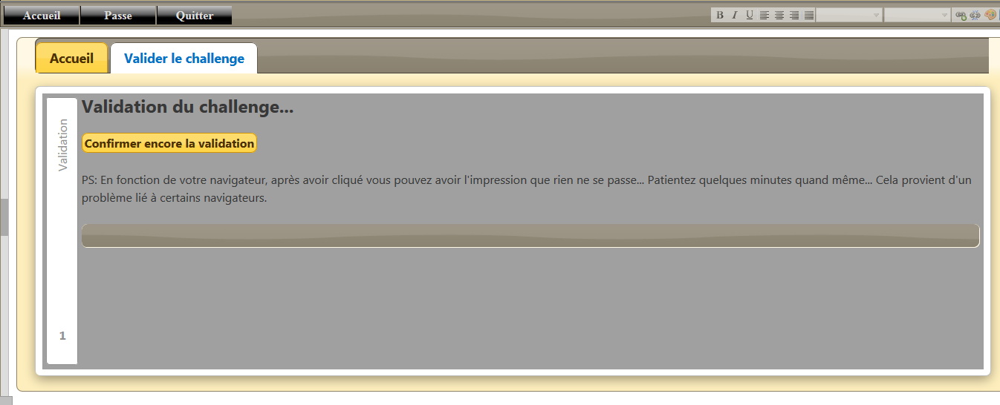 Accueil Passe Quitter B I U
Accueil Valider le challenge
Validation du challenge...
Validation
Confirmer encore la validation
PS: En fonction de votre navigateur, après avoir cliqué vous pouvez avoir l'impression que rien ne se passe... Patientez quelques minutes quand même... Cela provient d'un
problème lié à certains navigateurs.
1